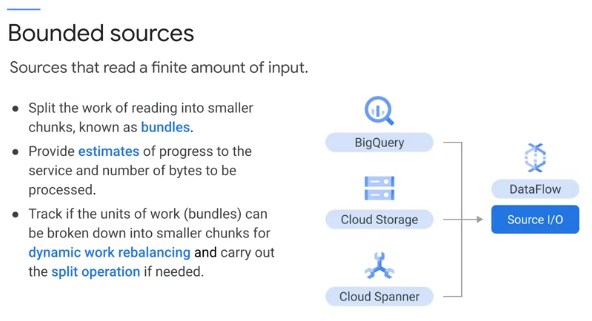 Bounded sources
Sources that read a finite amount of input.
● Split the work of reading into smaller
chunks, known as bundles.
● Provide estimates of progress to the
service and number of bytes to be
processed.
● Track if the units of work (bundles) can
be broken down into smaller chunks for
dynamic work rebalancing and carry out
the split operation if needed.
BigQuery
Cloud Storage
Cloud Spanner
DataFlow
Source I/O